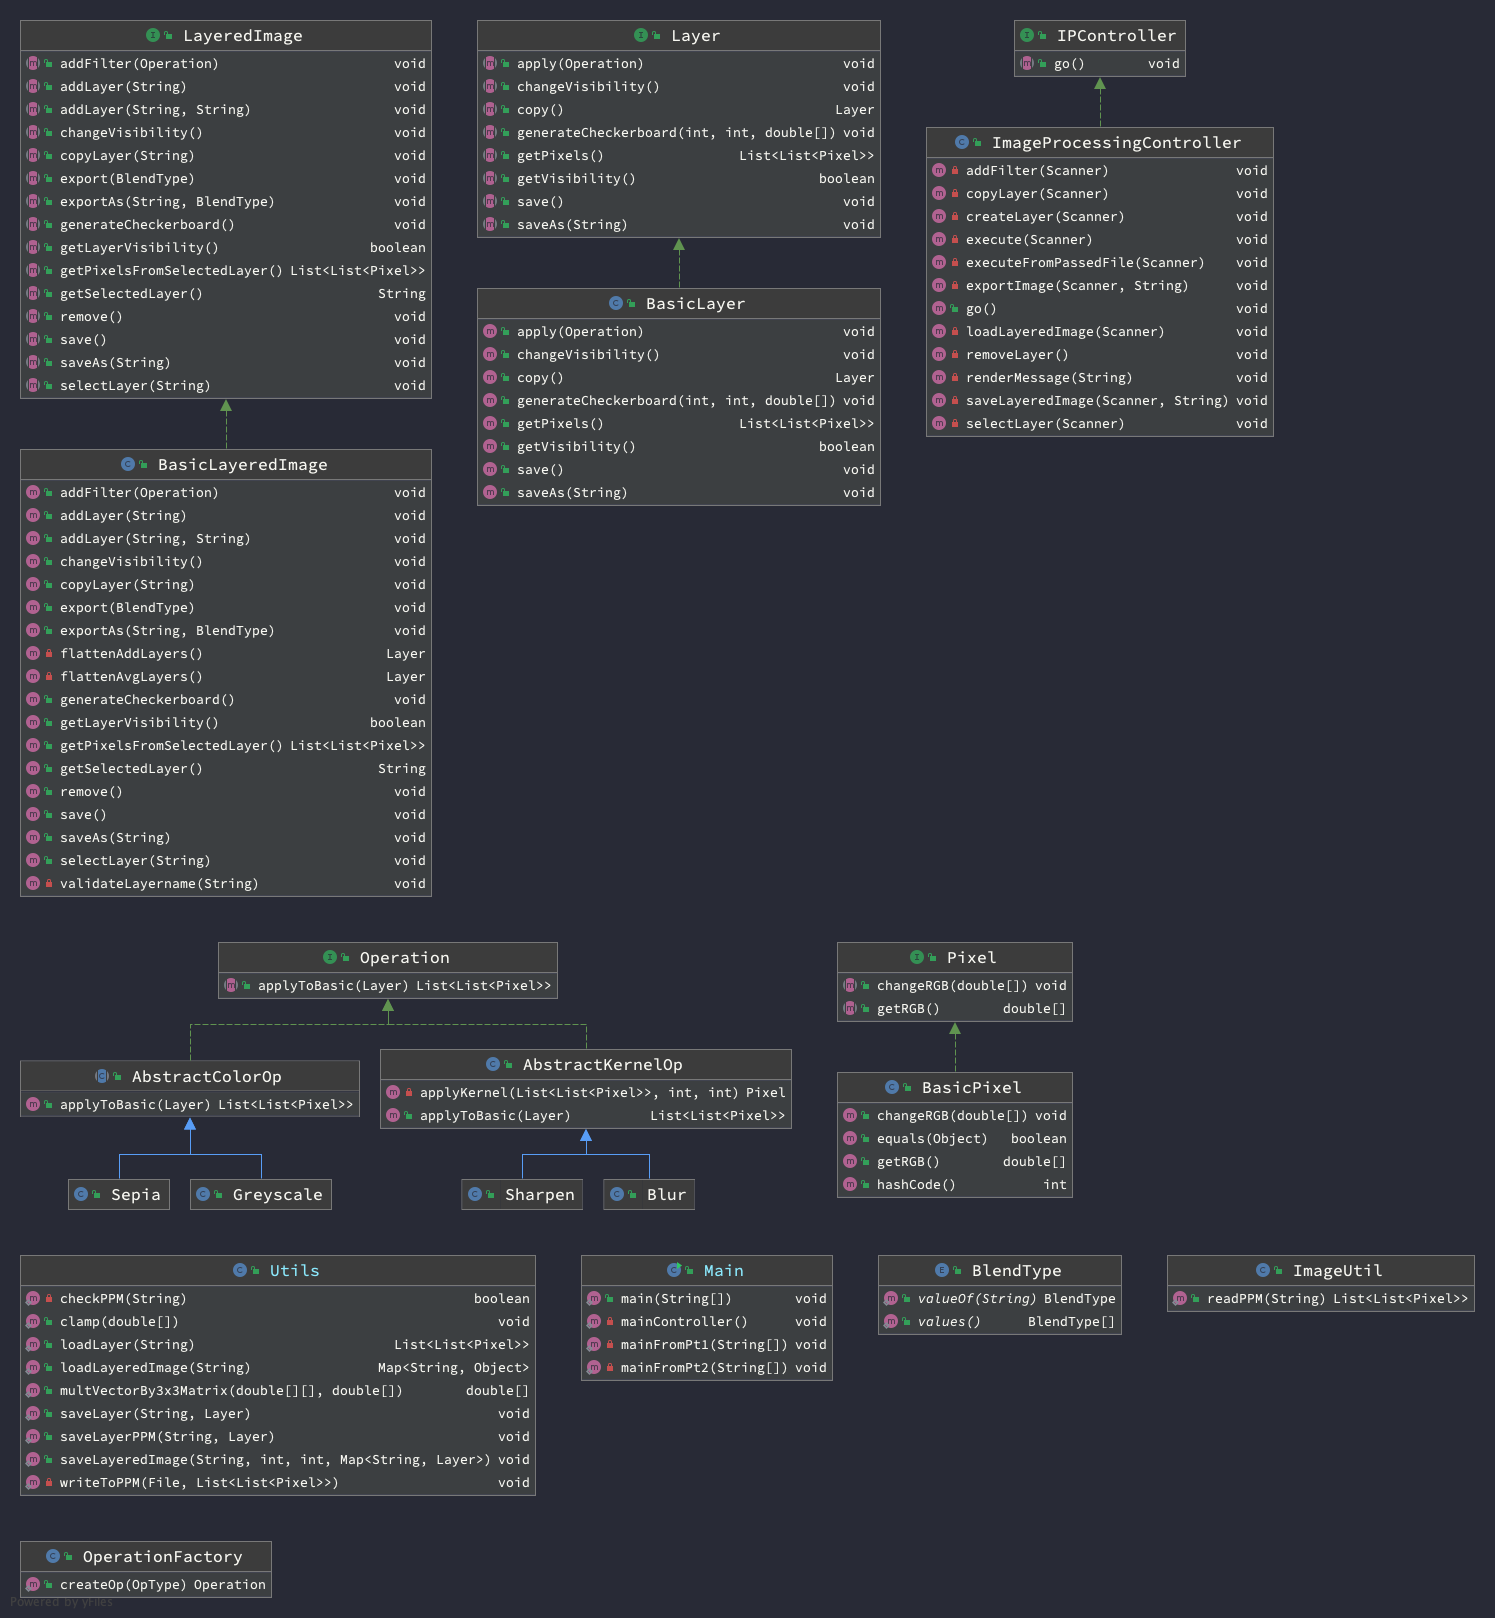 LayeredImage
addFilter(Operation) void
addLayer(String) void
addLayer(String, String) void
changeVisibility() void
copyLayer(String) void
export(BlendType) void
exportAs(String, BlendType) void
generateCheckerboard() void
getLayerVisibility() boolean
getPixelsFromSelectedLayer() List<List<Pixel>>
getSelectedLayer() String
remove() void
save() void
saveAs(String) void
selectLayer(String) void
BasicLayeredImage
addFilter(Operation) void
addLayer(String) void
addLayer(String, String) void
changeVisibility() void
copyLayer(String) void
export(BlendType) void
exportAs(String, BlendType) void
flattenAddLayers() Layer
flattenAvgLayers() Layer
generateCheckerboard() void
getLayerVisibility() boolean
getPixelsFromSelectedLayer() List<List<Pixel>>
getSelectedLayer() String
remove() void
save() void
saveAs(String) void
selectLayer(String) void
validateLayername(String) void
Layer
apply(Operation) void
changeVisibility() void
copy() Layer
generateCheckerboard(int, int, double[]) void
getPixels() List<List<Pixel>>
getVisibility() boolean
save() void
saveAs(String) void
BasicLayer
apply(Operation) void
changeVisibility() void
copy() Layer
generateCheckerboard(int, int, double[]) void
getPixels() List<List<Pixel>>
getVisibility() boolean
save() void
saveAs(String) void
IPController
go() void
ImageProcessingController
addFilter(Scanner) void
copyLayer(Scanner) void
createLayer(Scanner) void
execute(Scanner) void
executeFromPassedFile(Scanner) void
exportImage(Scanner, String) void
go() void
loadLayeredImage(Scanner) void
removeLayer() void
renderMessage(String) void
saveLayeredImage(Scanner, String) void
selectLayer(Scanner) void
Operation
applyToBasic(Layer) List<List<Pixel>>
AbstractColorOp
applyToBasic(Layer) List<List<Pixel>>
AbstractKernelOp
applyKernel(List<List<Pixel>>, int, int) Pixel
applyToBasic(Layer) List<List<Pixel>>
Sepia
Greyscale
Sharpen
Blur
Pixel
changeRGB(double[]) void
getRGB() double[]
BasicPixel
changeRGB(double[]) void
equals(Object) boolean
getRGB() double[]
hashCode() int
Utils
checkPPM(String) boolean
clamp(double[]) void
loadLayer(String) List<List<Pixel>>
loadLayeredImage(String) Map<String, Object>
multVectorBy3x3Matrix(double[][], double[]) double[]
saveLayer(String, Layer) void
saveLayerPPM(String, Layer) void
saveLayeredImage(String, int, int, Map<String, Layer>) void
writeToPPM(File, List<List<Pixel>>) void
Main
main(String[]) void
mainController() void
mainFromPt1(String[]) void
mainFromPt2(String[]) void
BlendType
valueOf(String) BlendType
values() BlendType[]
ImageUtil
readPPM(String) List<List<Pixel>>
OperationFactory
createOp(OpType) Operation
Powered by yFiles